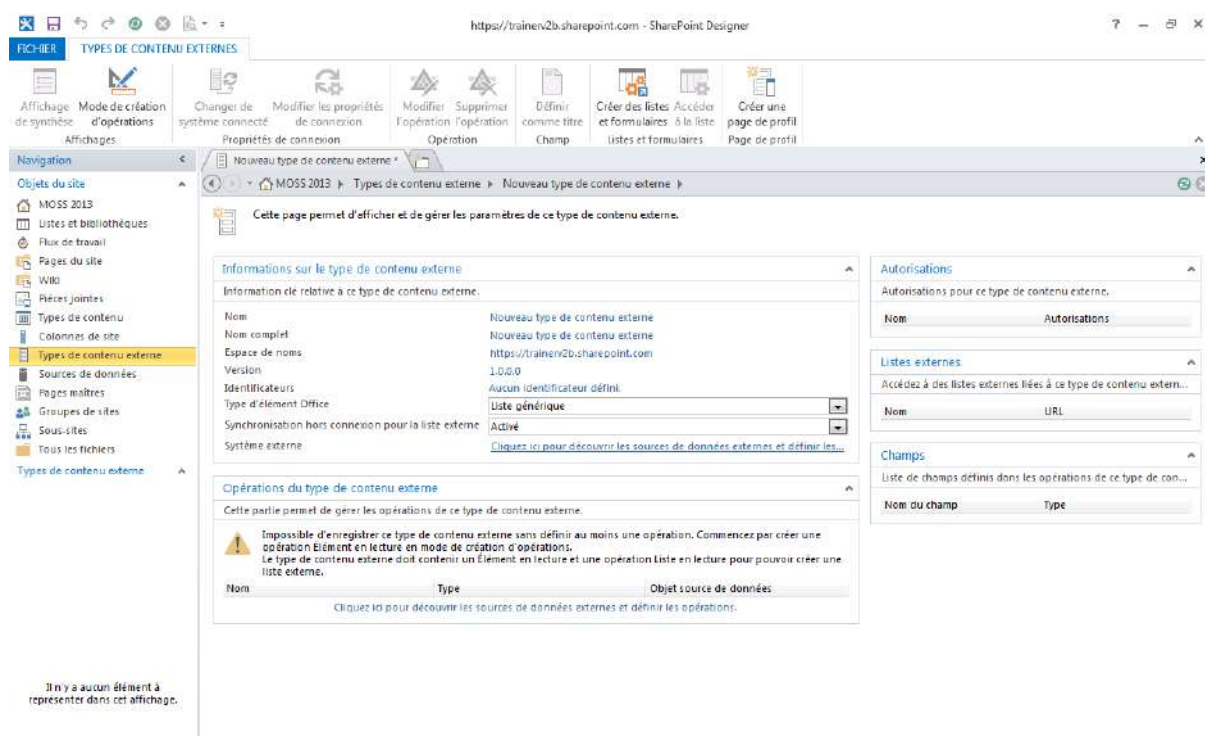 https://trainerv2b.sharepoint.com - SharePoint Designer
FICHIER TYPES DE CONTENU EXTERNES
Affichage de synthèse
Mode de création d'opérations
Affichages
Changer de système connecté
Modifier les propriétés de connexion
Propriétés de connexion
Modifier l'opération
Supprimer l'opération
Opération
Définir comme titre
Champ
Créer des listes et formulaires
Accéder à la liste
Listes et formulaires
Créer une page de profil
Page de profil
Navigation
Objets du site
MOSS 2013
Listes et bibliothèques
Flux de travail
Pages du site
Wiki
Pièces jointes
Types de contenu
Colonnes de site
Types de contenu externe
Sources de données
Pages maîtres
Groupes de sites
Sous-sites
Tous les fichiers
Types de contenu externe
Il n'y a aucun élément à
représenter dans cet affichage.
Nouveau type de contenu externe *
MOSS 2013 Types de contenu externe Nouveau type de contenu externe
Cette page permet d'afficher et de gérer les paramètres de ce type de contenu externe.
Informations sur le type de contenu externe
Information clé relative à ce type de contenu externe.
Nom Nouveau type de contenu externe
Nom complet Nouveau type de contenu externe
Espace de noms https://trainerv2b.sharepoint.com
Version 1.0.0.0
Identificateurs Aucun identificateur défini.
Type d'élément Office Liste générique
Synchronisation hors connexion pour la liste externe Activé
Système externe Cliquez ici pour découvrir les sources de données externes et définir les...
Opérations du type de contenu externe
Cette partie permet de gérer les opérations de ce type de contenu externe.
Impossible d'enregistrer ce type de contenu externe sans définir au moins une opération. Commencez par créer une
opération Élément en lecture en mode de création d'opérations.
Le type de contenu externe doit contenir un Élément en lecture et une opération Liste en lecture pour pouvoir créer une
liste externe.
Nom Type Objet source de données
Cliquez ici pour découvrir les sources de données externes et définir les opérations.
Autorisations
Autorisations pour ce type de contenu externe.
Nom Autorisations
Listes externes
Accédez à des listes externes liées à ce type de contenu extern...
Nom URL
Champs
Liste de champs définis dans les opérations de ce type de con...
Nom du champ Type